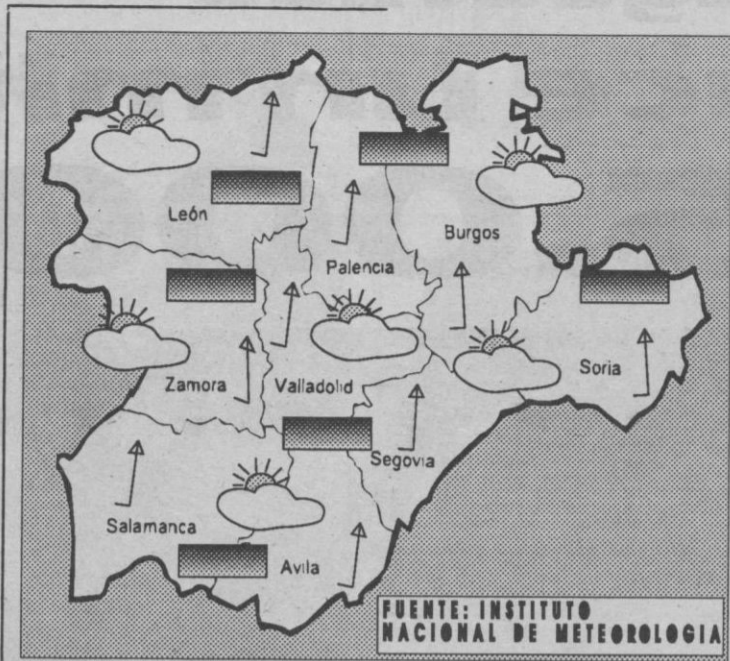 León
Burgos
Palencia
Soria
Zamora
Valladolid
Segovia
Salamanca
Avila
FUENTE: INSTITUTO
NACIONAL DE METEOROLOGIA